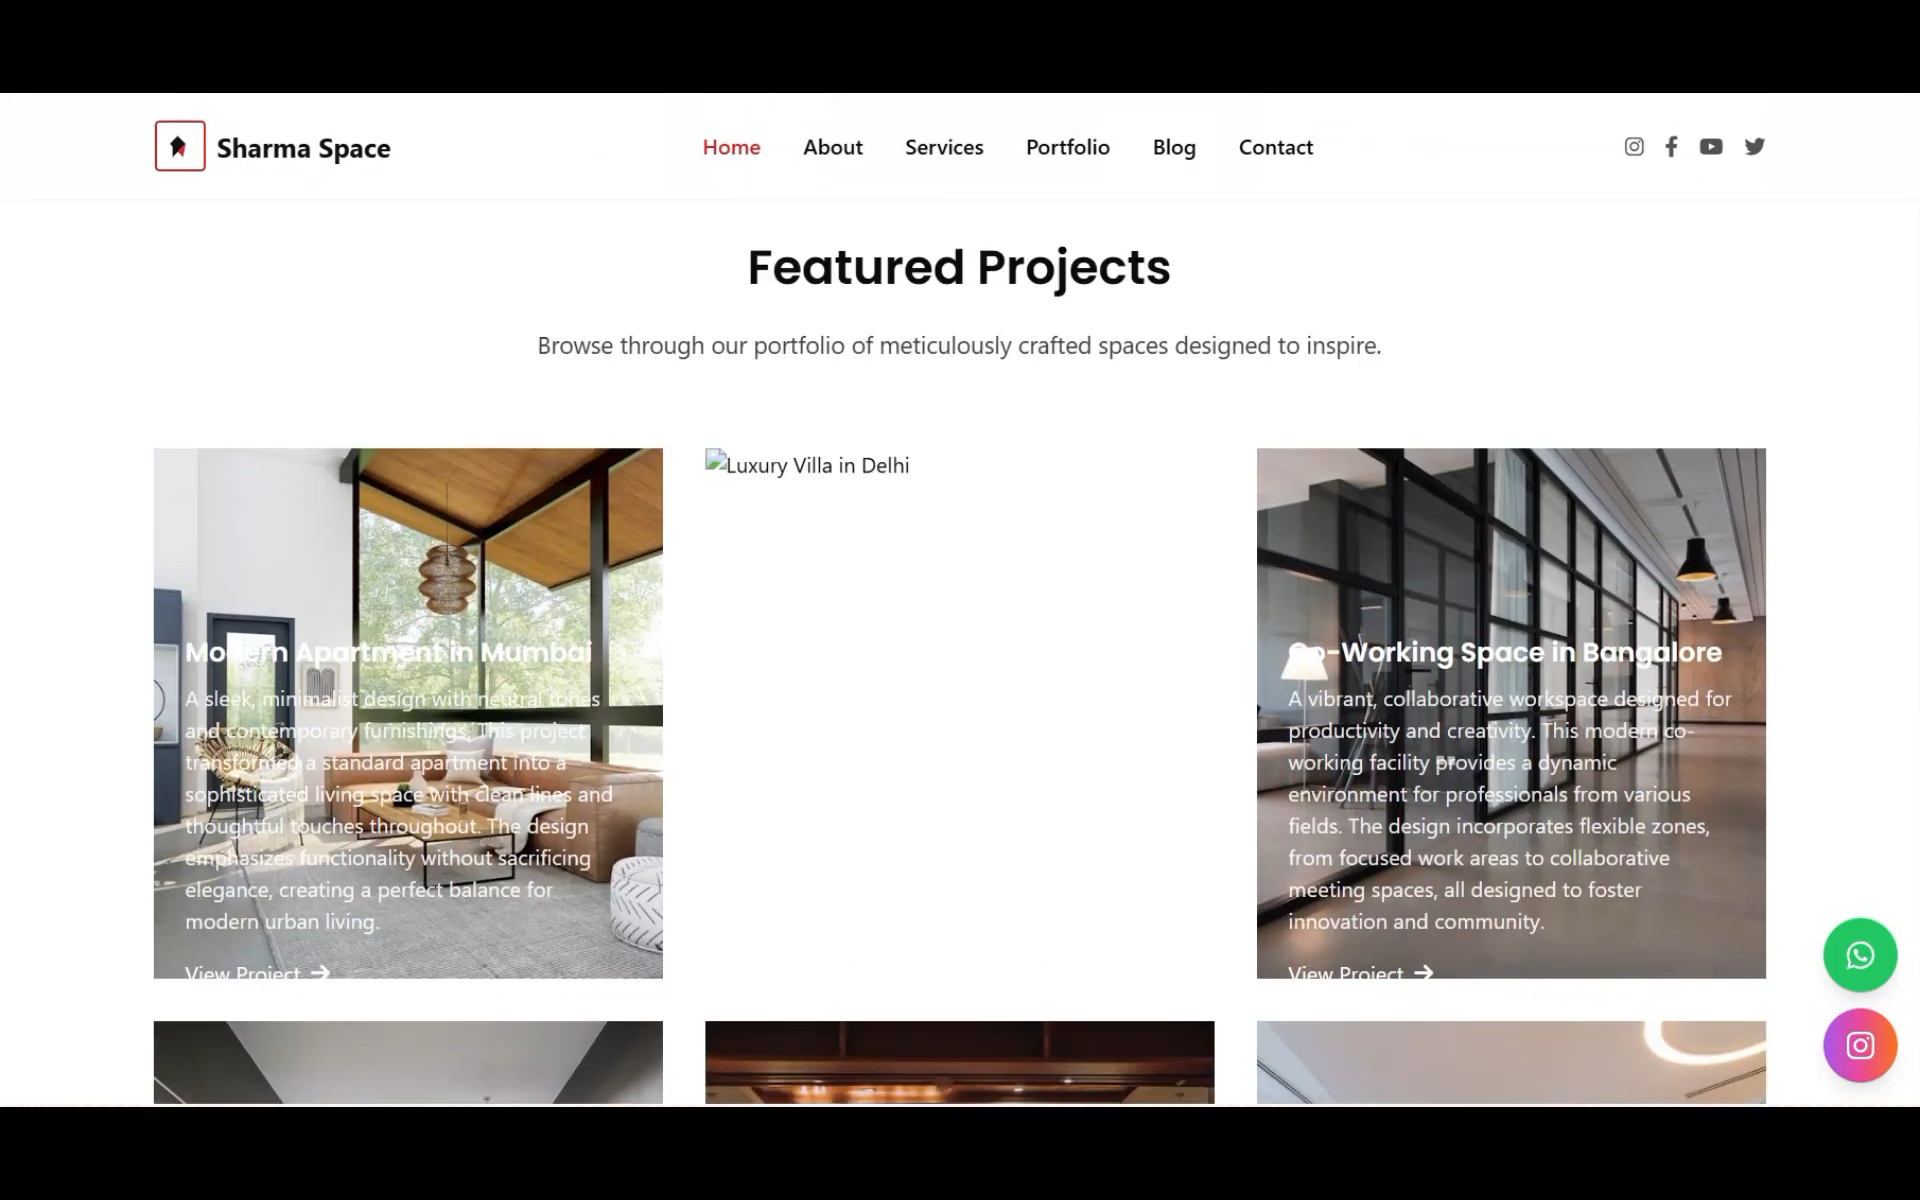 Sharma Space
Home About Services Portfolio Blog Contact
Featured Projects
Browse through our portfolio of meticulously crafted spaces designed to inspire.
Modern Apartment in Mumbai
A sleek, minimalist design with neutral tones
and contemporary furnishings. This project
transformed a standard apartment into a
sophisticated living space with clean lines and
thoughtful touches throughout. The design
emphasizes functionality without sacrificing
elegance, creating a perfect balance for
modern urban living.
View Project
Luxury Villa in Delhi
Co-Working Space in Bangalore
A vibrant, collaborative workspace designed for
productivity and creativity. This modern co-
working facility provides a dynamic
environment for professionals from various
fields. The design incorporates flexible zones,
from focused work areas to collaborative
meeting spaces, all designed to foster
innovation and community.
View Project